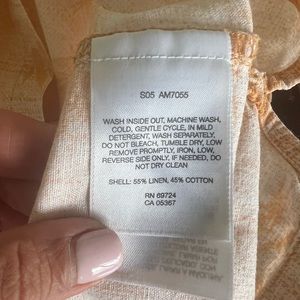 S05 AM7055
WASH INSIDE OUT, MACHINE WASH,
COLD, GENTLE CYCLE, IN MILD
DETERGENT, WASH SEPARATELY,
DO NOT BLEACH, TUMBLE DRY, LOW,
REMOVE PROMPTLY, IRON, LOW,
REVERSE SIDE ONLY, IF NEEDED, DO
NOT DRY CLEAN
SHELL: 55% LINEN, 45% COTTON
RN 69724
CA 05367